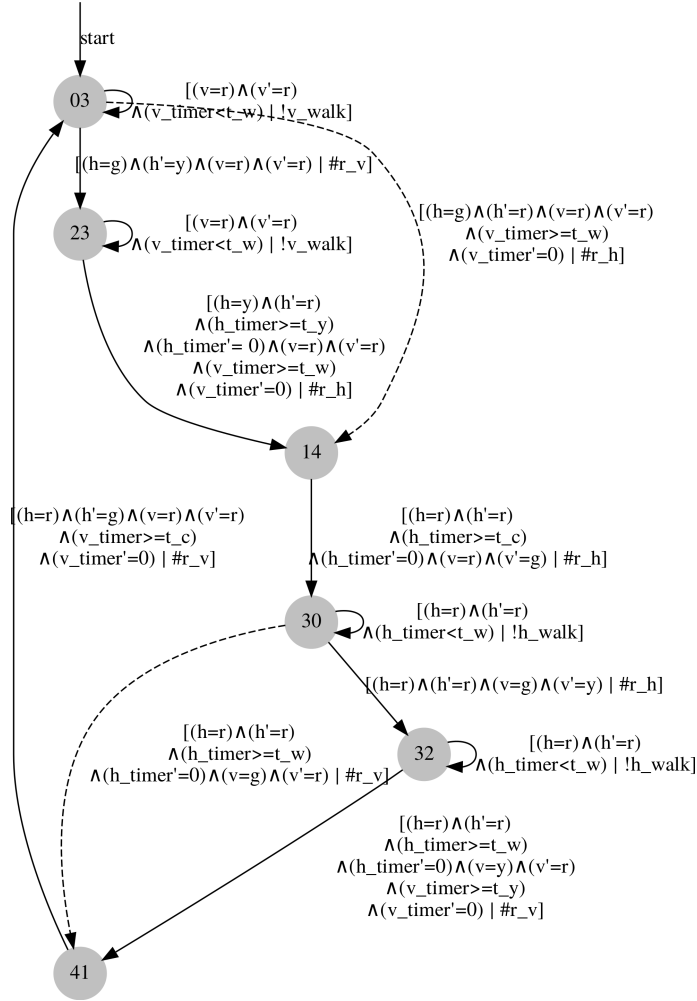 start
03
[(v=r)∧(v'=r)
∧(v_timer<t_w) | !v_walk]
[(h=g)∧(h'=y)∧(v=r)∧(v'=r) | #r_v]
[(h=g)∧(h'=r)∧(v=r)∧(v'=r)
∧(v_timer>=t_w)
∧(v_timer'=0) | #r_h]
23
[(v=r)∧(v'=r)
∧(v_timer<t_w) | !v_walk]
[(h=y)∧(h'=r)
∧(h_timer>=t_y)
∧(h_timer'= 0)∧(v=r)∧(v'=r)
∧(v_timer>=t_w)
∧(v_timer'=0) | #r_h]
14
[(h=r)∧(h'=g)∧(v=r)∧(v'=r)
∧(v_timer>=t_c)
∧(v_timer'=0) | #r_v]
[(h=r)∧(h'=r)
∧(h_timer>=t_c)
∧(h_timer'=0)∧(v=r)∧(v'=g) | #r_h]
30
[(h=r)∧(h'=r)
∧(h_timer<t_w) | !h_walk]
[(h=r)∧(h'=r)∧(v=g)∧(v'=y) | #r_h]
[(h=r)∧(h'=r)
∧(h_timer>=t_w)
∧(h_timer'=0)∧(v=g)∧(v'=r) | #r_v]
32
[(h=r)∧(h'=r)
∧(h_timer<t_w) | !h_walk]
[(h=r)∧(h'=r)
∧(h_timer>=t_w)
∧(h_timer'=0)∧(v=y)∧(v'=r)
∧(v_timer>=t_y)
∧(v_timer'=0) | #r_v]
41